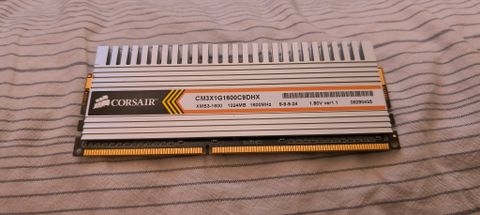 CORSAIR
CM3X1G1600C9DHX
XMS3-1600 1024MB 1600MHz 9-9-9-24 1.80V ver1.1